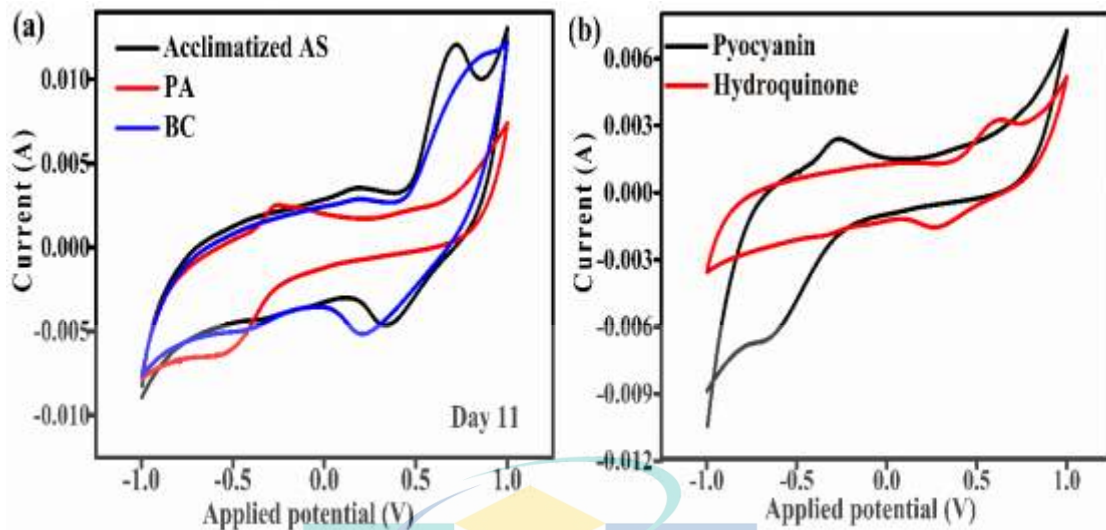 (a)
Acclimatized AS
PA
BC
Current (A)
0.010
0.005
0.000
-0.005
-0.010
Day 11
-1.0 -0.5 0.0 0.5 1.0
Applied potential (V)
(b)
Pyocyanin
Hydroquinone
Current (A)
0.006
0.003
0.000
-0.003
-0.006
-0.009
-0.012
-1.0 -0.5 0.0 0.5 1.0
Applied potential (V)